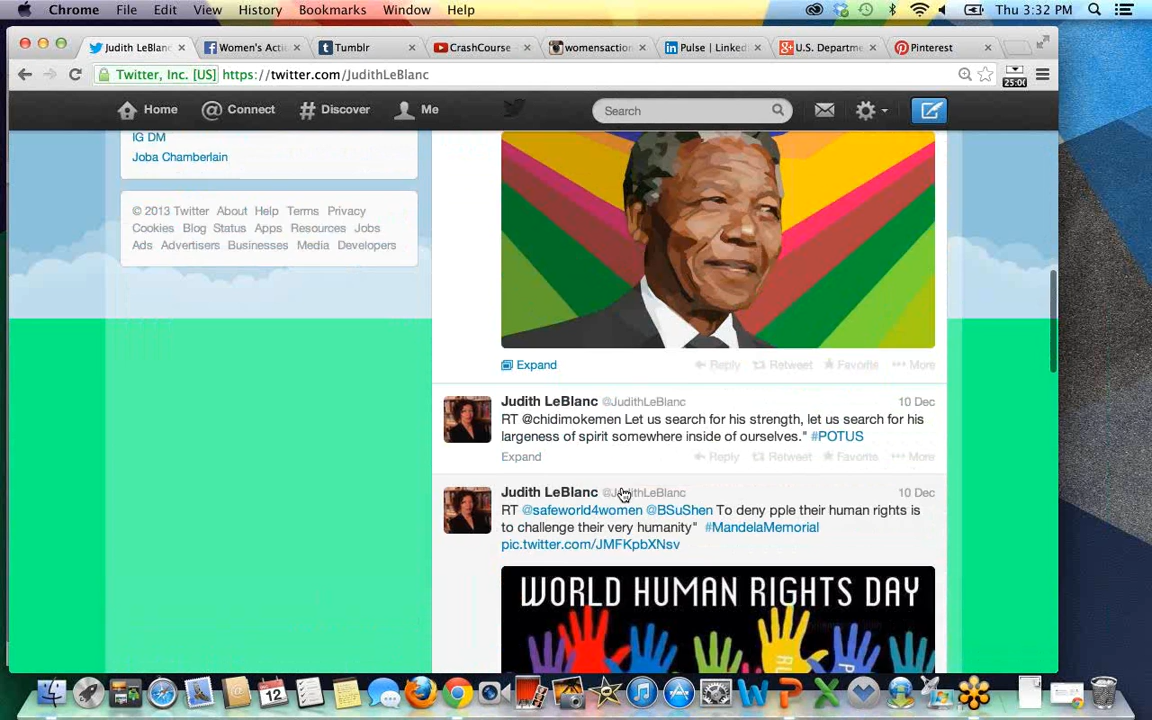 Chrome File Edit View History Bookmarks Window Help Thu 3:32 PM
Judith LeBlanc Women's Acti Tumblr CrashCourse - womensaction Pulse | Linked U.S. Departme Pinterest
Twitter, Inc. [US] https://twitter.com/JudithLeBlanc 25:00
Home Connect Discover Me Search
IG DM
Joba Chamberlain
© 2013 Twitter About Help Terms Privacy
Cookies Blog Status Apps Resources Jobs
Ads Advertisers Businesses Media Developers
Expand Reply Retweet Favorite More
Judith LeBlanc @JudithLeBlanc 10 Dec
RT @chidimokemen Let us search for his strength, let us search for his
largeness of spirit somewhere inside of ourselves." #POTUS
Expand Reply Retweet Favorite More
Judith LeBlanc @JudithLeBlanc 10 Dec
RT @safeworld4women @BSuShen To deny pple their human rights is
to challenge their very humanity" #MandelaMemorial
pic.twitter.com/JMFKpbXNsv
WORLD HUMAN RIGHTS DAY
12